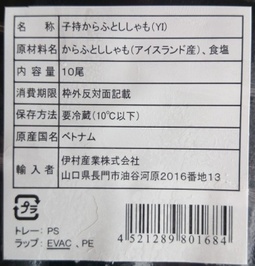 名称 子持からふとししゃも(YI)
原材料名 からふとししゃも(アイスランド産)、食塩
内容量 10尾
消費期限 枠外反対面記載
保存方法 要冷蔵(10℃以下)
原産国名 ベトナム
輸入者 伊村産業株式会社
山口県長門市油谷河原2016番地13
プラ
トレー:PS
ラップ:EVAC、PE
4 521289 801684